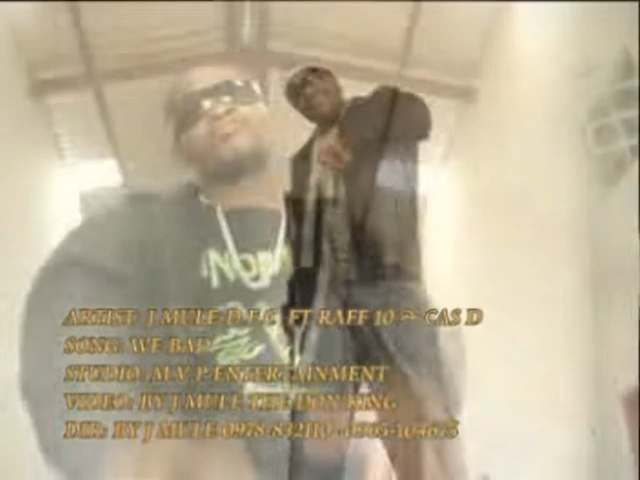 ARTIST: J MULE D.F.C FT RAFF 10 ~ CAS D
SONG: WE BAD
STUDIO: M.V.P ENTERTAINMENT
VIDEO: BY J MULE THE DON KING
DIR: BY J MULE